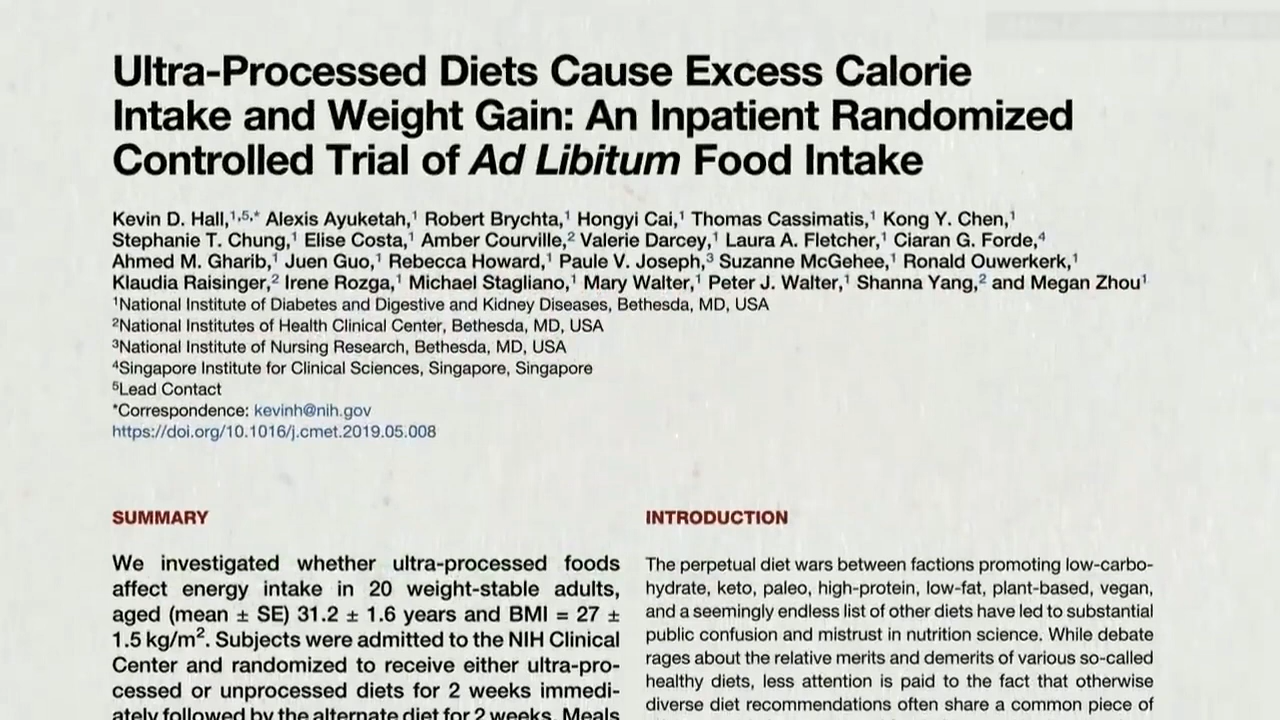 Ultra-Processed Diets Cause Excess Calorie
Intake and Weight Gain: An Inpatient Randomized
Controlled Trial of Ad Libitum Food Intake
Kevin D. Hall,1,5,* Alexis Ayuketah,1 Robert Brychta,1 Hongyi Cai,1 Thomas Cassimatis,1 Kong Y. Chen,1
Stephanie T. Chung,1 Elise Costa,1 Amber Courville,2 Valerie Darcey,1 Laura A. Fletcher,1 Ciaran G. Forde,4
Ahmed M. Gharib,1 Juen Guo,1 Rebecca Howard,1 Paule V. Joseph,3 Suzanne McGehee,1 Ronald Ouwerkerk,1
Klaudia Raisinger,2 Irene Rozga,1 Michael Stagliano,1 Mary Walter,1 Peter J. Walter,1 Shanna Yang,2 and Megan Zhou1
1National Institute of Diabetes and Digestive and Kidney Diseases, Bethesda, MD, USA
2National Institutes of Health Clinical Center, Bethesda, MD, USA
3National Institute of Nursing Research, Bethesda, MD, USA
4Singapore Institute for Clinical Sciences, Singapore, Singapore
5Lead Contact
*Correspondence: kevinh@nih.gov
https://doi.org/10.1016/j.cmet.2019.05.008
SUMMARY
We investigated whether ultra-processed foods
affect energy intake in 20 weight-stable adults,
aged (mean ± SE) 31.2 ± 1.6 years and BMI = 27 ±
1.5 kg/m2. Subjects were admitted to the NIH Clinical
Center and randomized to receive either ultra-pro-
cessed or unprocessed diets for 2 weeks immedi-
ately followed by the alternate diet for 2 weeks. Meals
INTRODUCTION
The perpetual diet wars between factions promoting low-carbo-
hydrate, keto, paleo, high-protein, low-fat, plant-based, vegan,
and a seemingly endless list of other diets have led to substantial
public confusion and mistrust in nutrition science. While debate
rages about the relative merits and demerits of various so-called
healthy diets, less attention is paid to the fact that otherwise
diverse diet recommendations often share a common piece of